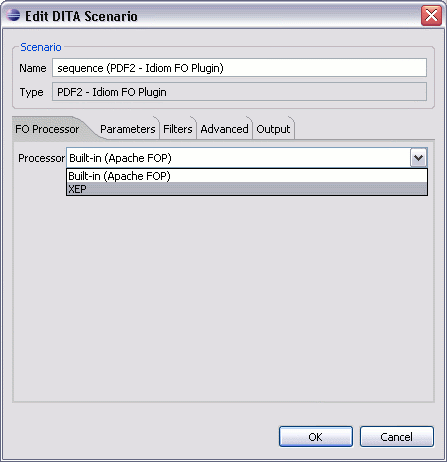 Edit DITA Scenario
Scenario
Name sequence (PDF2 - Idiom FO Plugin)
Type PDF2 - Idiom FO Plugin
FO Processor Parameters Filters Advanced Output
Processor Built-in (Apache FOP)
Built-in (Apache FOP)
XEP
OK Cancel